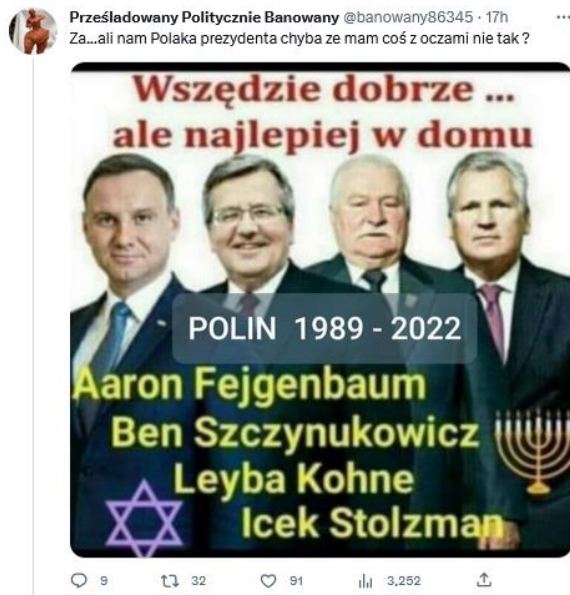 Prześladowany Politycznie Banowany @banowany86345 · 17h
Za...ali nam Polaka prezydenta chyba ze mam coś z oczami nie tak ?
Wszędzie dobrze ...
ale najlepiej w domu
POLIN 1989 - 2022
Aaron Fejgenbaum
Ben Szczynukowicz
Leyba Kohne
Icek Stolzman
9 32 91 3,252